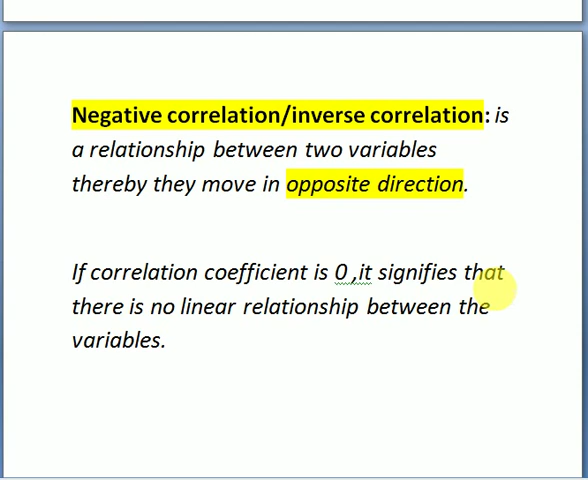 Negative correlation/inverse correlation: is
a relationship between two variables
thereby they move in opposite direction.
If correlation coefficient is 0 ,it signifies that
there is no linear relationship between the
variables.